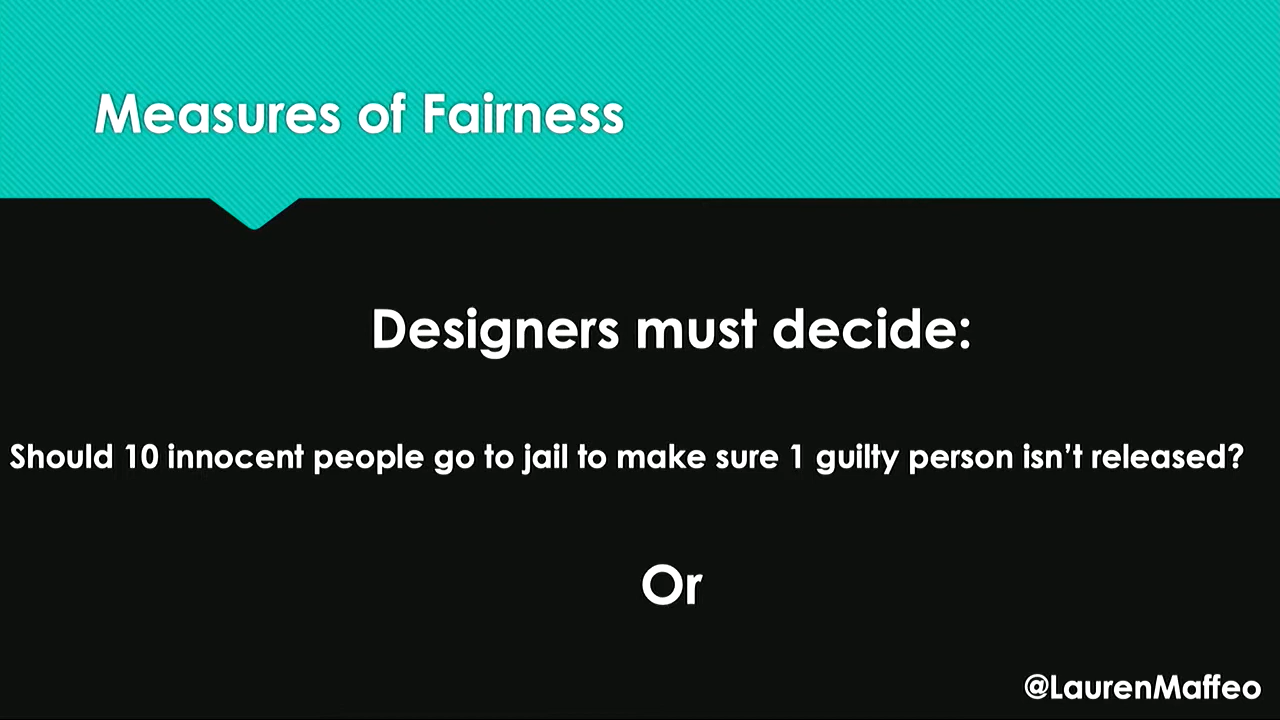 Measures of Fairness
Designers must decide:
Should 10 innocent people go to jail to make sure 1 guilty person isn’t released?
Or
@LaurenMaffeo